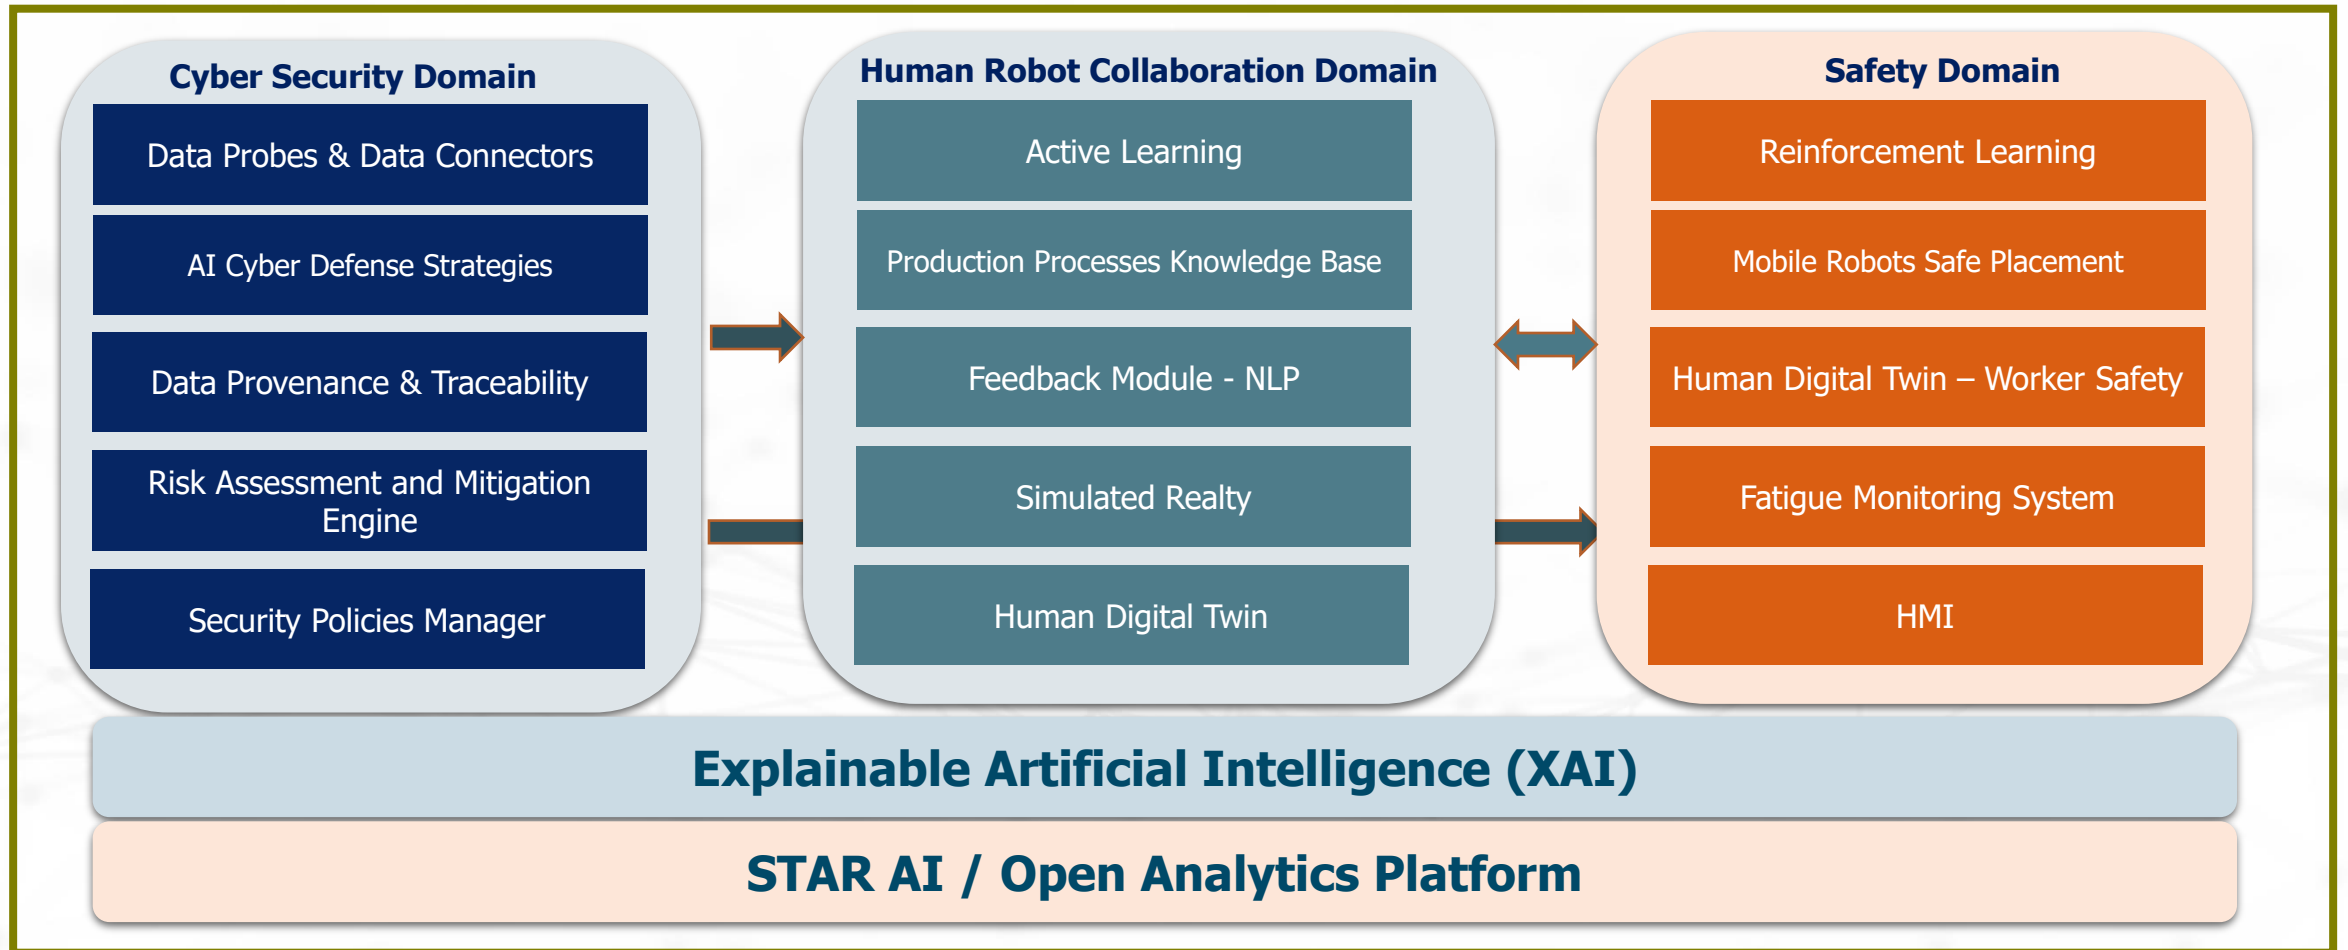 Cyber Security Domain
Data Probes & Data Connectors
AI Cyber Defense Strategies
Data Provenance & Traceability
Risk Assessment and Mitigation
Engine
Security Policies Manager
Human Robot Collaboration Domain
Active Learning
Production Processes Knowledge Base
Feedback Module - NLP
Simulated Realty
Human Digital Twin
Safety Domain
Reinforcement Learning
Mobile Robots Safe Placement
Human Digital Twin – Worker Safety
Fatigue Monitoring System
HMI
Explainable Artificial Intelligence (XAI)
STAR AI / Open Analytics Platform